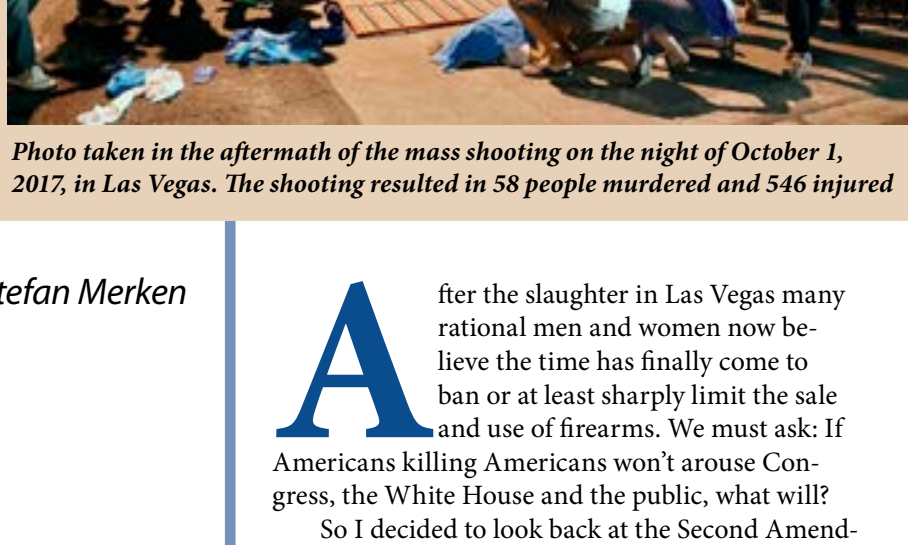 Photo taken in the aftermath of the mass shooting on the night of October 1,
2017, in Las Vegas. The shooting resulted in 58 people murdered and 546 injured
Merken
After the slaughter in Las Vegas many
rational men and women now be-
lieve the time has finally come to
ban or at least sharply limit the sale
and use of firearms. We must ask: If
Americans killing Americans won't arouse Con-
gress, the White House and the public, what will?
So I decided to look back at the Second Amend-